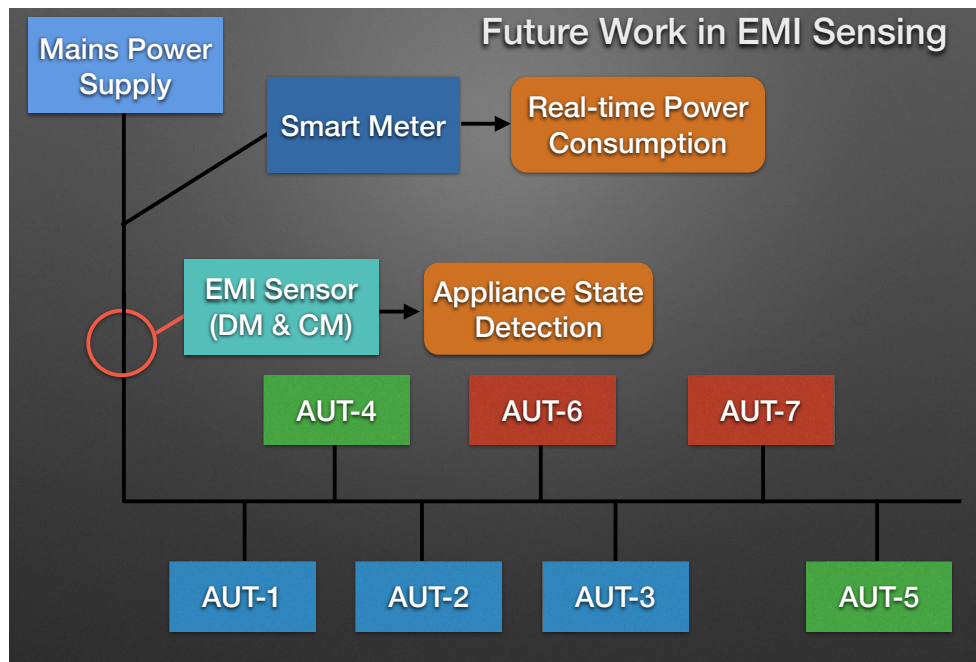 Future Work in EMI Sensing
Mains Power
Supply
Smart Meter
Real-time Power
Consumption
EMI Sensor
(DM & CM)
Appliance State
Detection
AUT-4
AUT-6
AUT-7
AUT-1
AUT-2
AUT-3
AUT-5